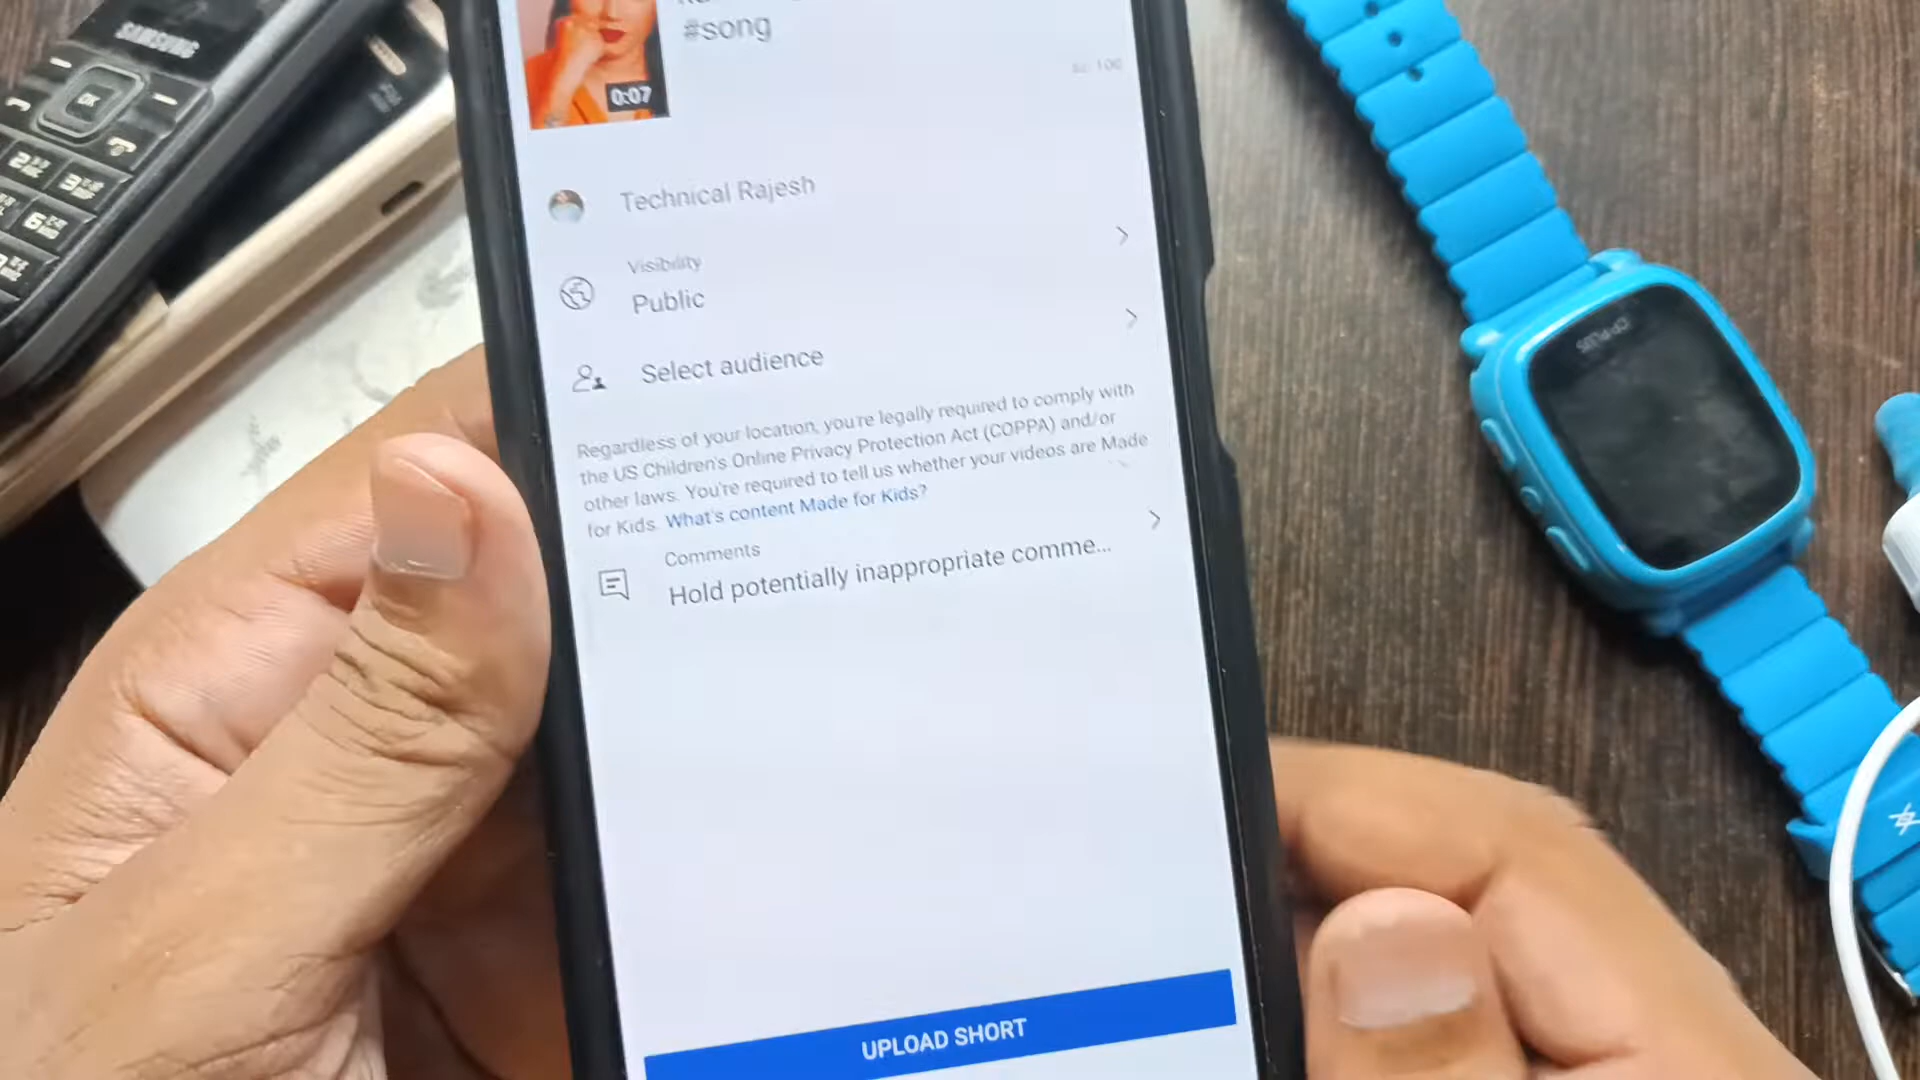 SAMSUNG
OK
#song
0:07
Technical Rajesh
Visibility
Public
Select audience
Regardless of your location, you're legally required to comply with
the US Children's Online Privacy Protection Act (COPPA) and/or
other laws. You're required to tell us whether your videos are Made
for Kids. What's content Made for Kids?
Comments
Hold potentially inappropriate comme...
UPLOAD SHORT
CP PLUS